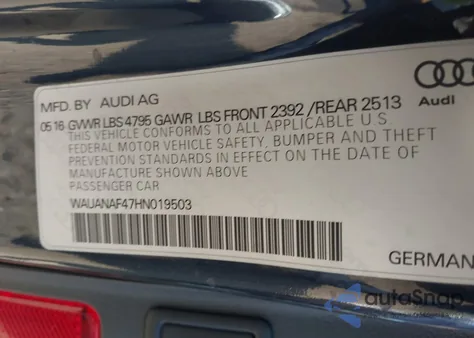 MFD. BY AUDI AG
05 16 GVWR LBS 4795 GAWR LBS FRONT 2392 /REAR 2513
THIS VEHICLE CONFORMS TO ALL APPLICABLE U.S.
FEDERAL MOTOR VEHICLE SAFETY, BUMPER AND THEFT
PREVENTION STANDARDS IN EFFECT ON THE DATE OF
MANUFACTURE SHOWN ABOVE
PASSENGER CAR
WAUANAF47HN019503
Audi
GERMAN
autoSnap